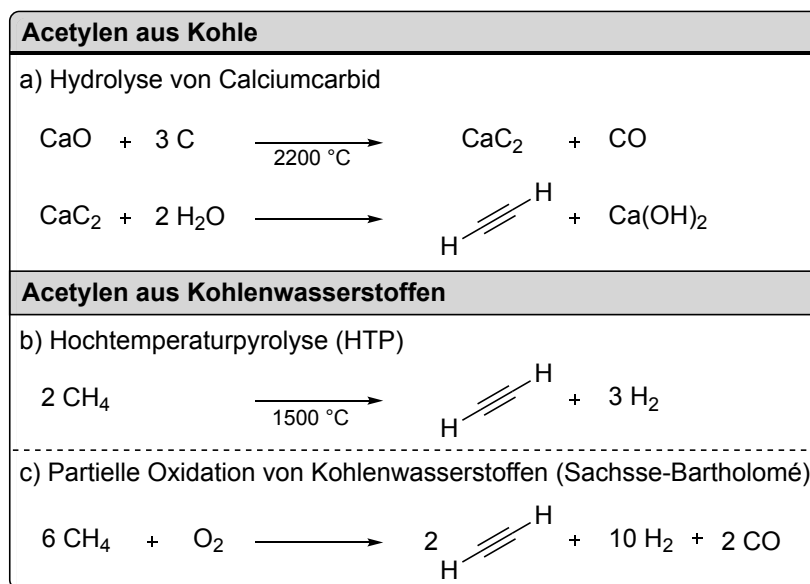 Acetylen aus Kohle
a) Hydrolyse von Calciumcarbid
CaO + 3 C 2200 °C CaC₂ + CO
CaC₂ + 2 H₂O H H + Ca(OH)₂
Acetylen aus Kohlenwasserstoffen
b) Hochtemperaturpyrolyse (HTP)
2 CH₄ 1500 °C H H + 3 H₂
c) Partielle Oxidation von Kohlenwasserstoffen (Sachsse-Bartholomé)
6 CH₄ + O₂ 2 H H + 10 H₂ + 2 CO